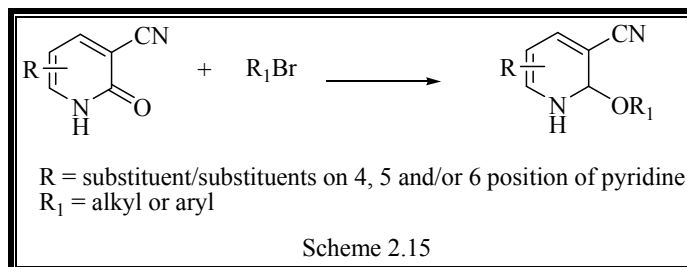 R
CN
N
H
O
+
R₁Br
R
CN
N
H
OR₁
R = substituent/substituents on 4, 5 and/or 6 position of pyridine
R₁ = alkyl or aryl
Scheme 2.15